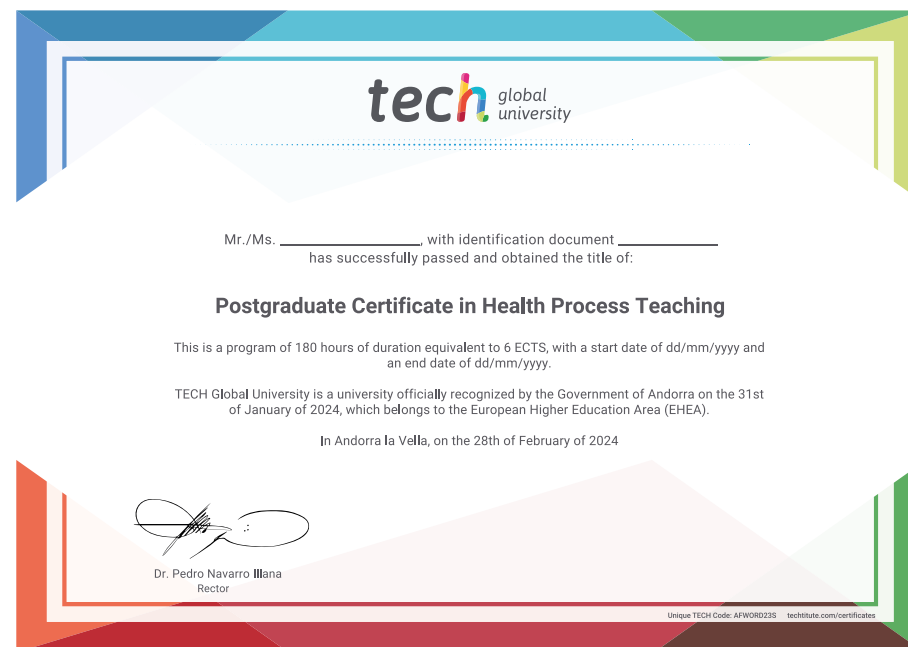 tech global university
Mr./Ms. ____________________, with identification document ______________
has successfully passed and obtained the title of:
Postgraduate Certificate in Health Process Teaching
This is a program of 180 hours of duration equivalent to 6 ECTS, with a start date of dd/mm/yyyy and
an end date of dd/mm/yyyy.
TECH Global University is a university officially recognized by the Government of Andorra on the 31st
of January of 2024, which belongs to the European Higher Education Area (EHEA).
In Andorra la Vella, on the 28th of February of 2024
Dr. Pedro Navarro Illana
Rector
Unique TECH Code: AFWORD23S techtitute.com/certificates